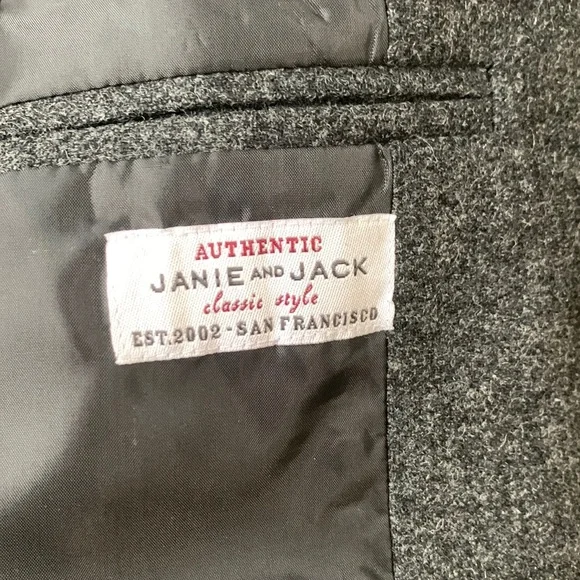 AUTHENTIC
JANIE AND JACK
classic style
EST.2002-SAN FRANCISCO